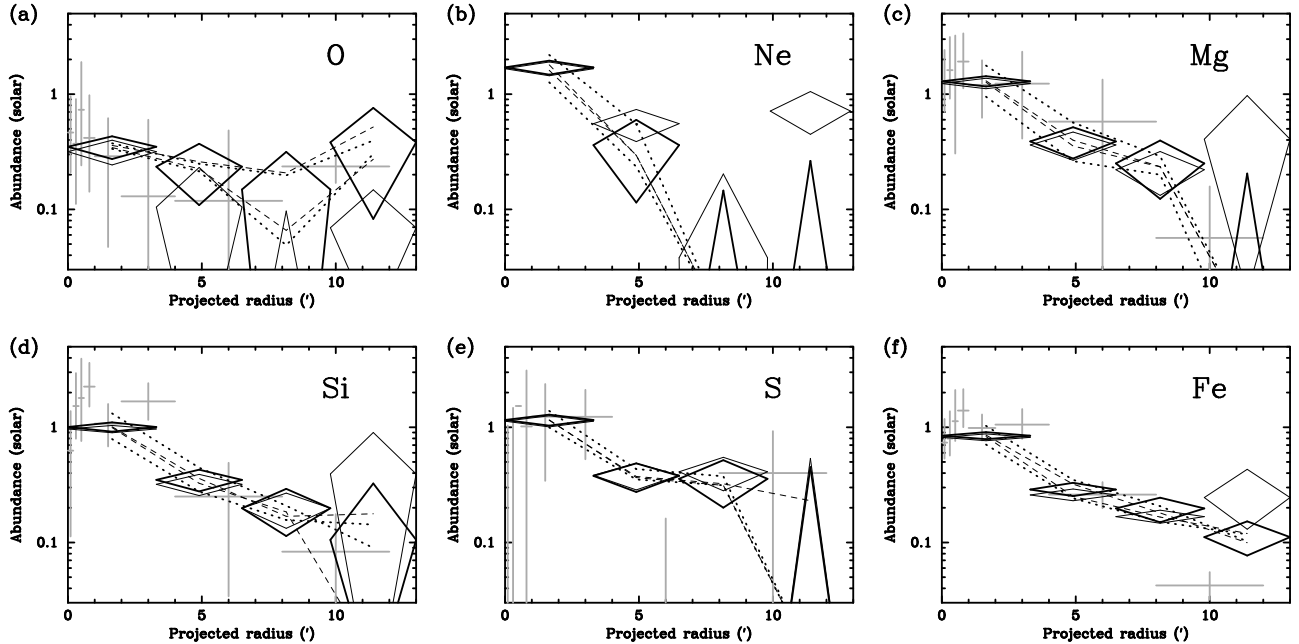 (a)
O
Abundance (solar)
1
0.1
0 5 10
Projected radius (')
(b)
Ne
Abundance (solar)
1
0.1
0 5 10
Projected radius (')
(c)
Mg
Abundance (solar)
1
0.1
0 5 10
Projected radius (')
(d)
Si
Abundance (solar)
1
0.1
0 5 10
Projected radius (')
(e)
S
Abundance (solar)
1
0.1
0 5 10
Projected radius (')
(f)
Fe
Abundance (solar)
1
0.1
0 5 10
Projected radius (')